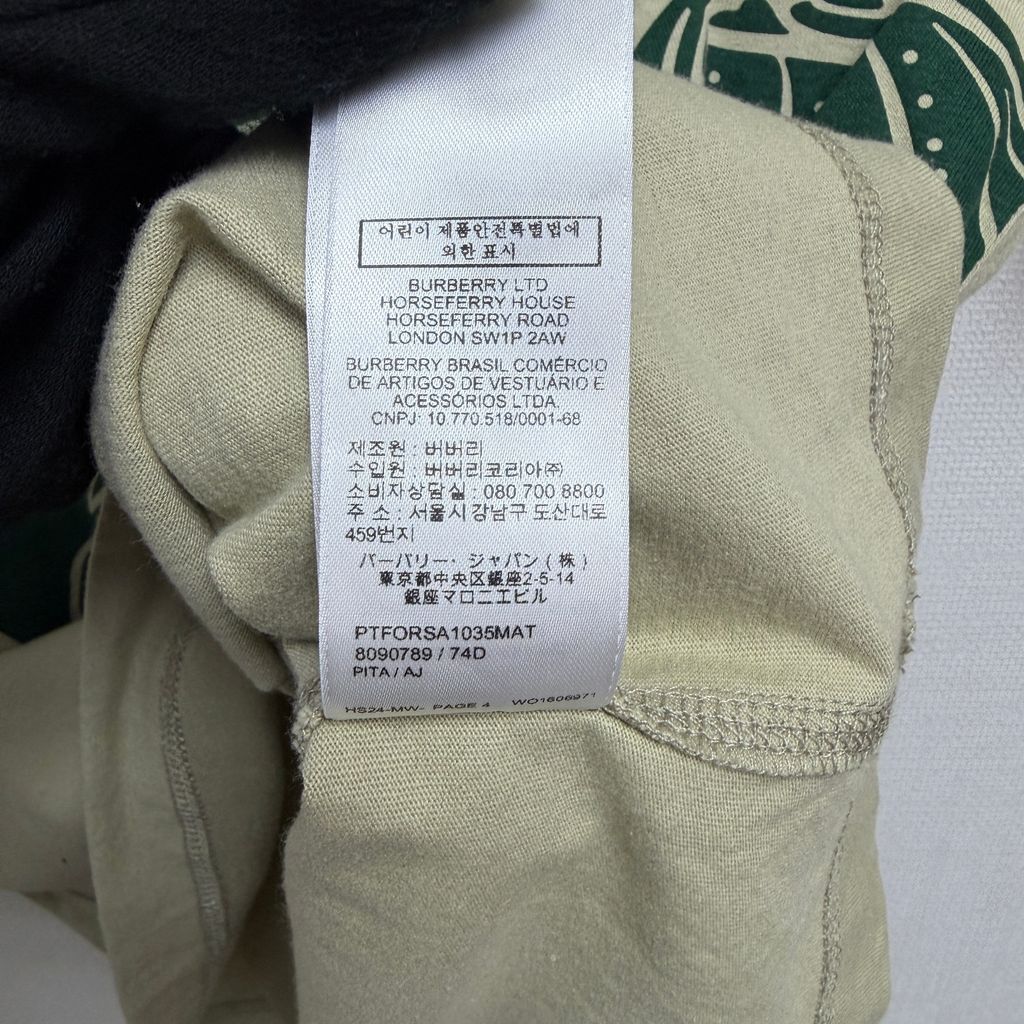 어린이 제품안전특별법에
의한 표시
BURBERRY LTD
HORSEFERRY HOUSE
HORSEFERRY ROAD
LONDON SW1P 2AW
BURBERRY BRASIL COMÉRCIO
DE ARTIGOS DE VESTUÁRIO E
ACESSÓRIOS LTDA
CNPJ: 10.770.518/0001-68
제조원 : 버버리
수입원 : 버버리코리아㈜
소비자상담실 : 080 700 8800
주 소 : 서울시 강남구 도산대로
459번지
バーバリー・ジャパン ( 株 )
東京都中央区銀座2-5-14
銀座マロニエビル
PTFORSA1035MAT
8090789 / 74D
PITA / AJ
HS24-MW- PAGE 4 WO1606971